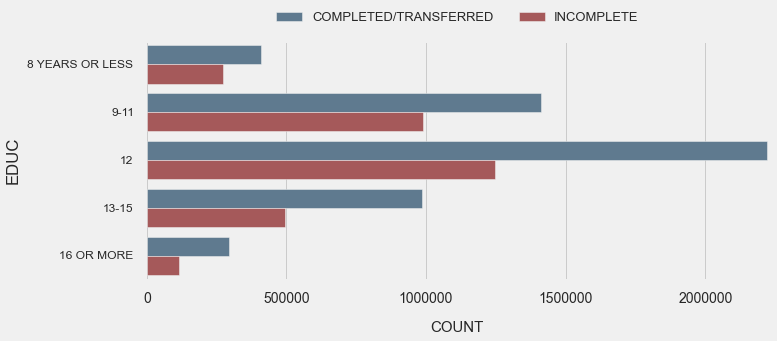 COMPLETED/TRANSFERRED INCOMPLETE
8 YEARS OR LESS
9-11
12
13-15
16 OR MORE
EDUC
0 500000 1000000 1500000 2000000
COUNT